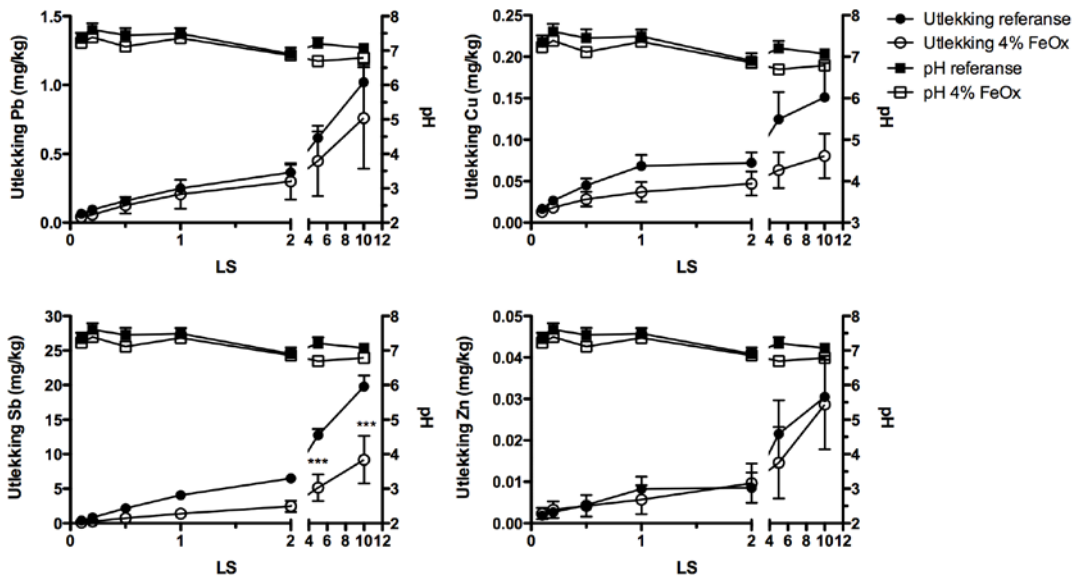 Utlekking Pb (mg/kg)
1.5
1.0
0.5
0.0
8
7
6
5
4
3
2
pH
0 1 2 4 6 8 10 12
LS
Utlekking Cu (mg/kg)
0.25
0.20
0.15
0.10
0.05
0.00
8
7
6
5
4
3
pH
0 1 2 4 6 8 10 12
LS
Utlekking referanse
Utlekking 4% FeOx
pH referanse
pH 4% FeOx
Utlekking Sb (mg/kg)
30
25
20
15
10
5
0
***
***
8
7
6
5
4
3
2
pH
0 1 2 4 6 8 10 12
LS
Utlekking Zn (mg/kg)
0.05
0.04
0.03
0.02
0.01
0.00
8
7
6
5
4
3
2
pH
0 1 2 4 6 8 10 12
LS